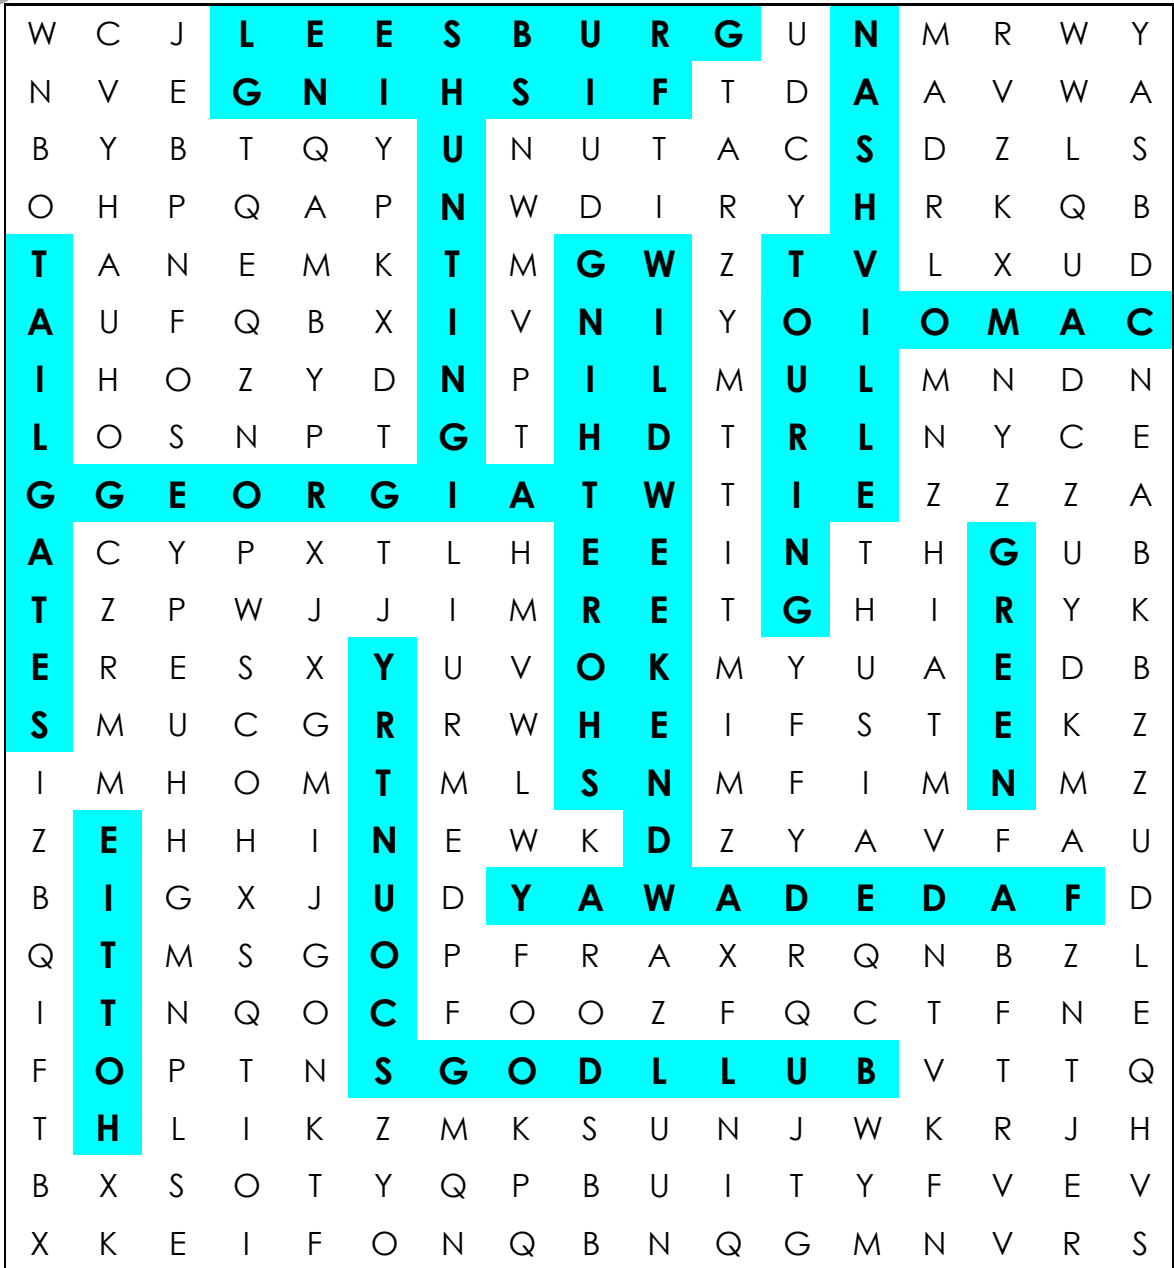 W C J L E E S B U R G U N M R W Y
N V E G N I H S I F T D A A V W A
B Y B T Q Y U N U T A C S D Z L S
O H P Q A P N W D I R Y H R K Q B
T A N E M K T M G W Z T V L X U D
A U F Q B X I V N I Y O I O M A C
I H O Z Y D N P I L M U L M N D N
L O S N P T G T H D T R L N Y C E
G G E O R G I A T W T I E Z Z Z A
A C Y P X T L H E E I N T H G U B
T Z P W J J I M R E T G H I R Y K
E R E S X Y U V O K M Y U A E D B
S M U C G R R W H E I F S T E K Z
I M H O M T M L S N M F I M N M Z
Z E H H I N E W K D Z Y A V F A U
B I G X J U D Y A W A D E D A F D
Q T M S G O P F R A X R Q N B Z L
I T N Q O C F O O Z F Q C T F N E
F O P T N S G O D L L U B V T T Q
T H L I K Z M K S U N J W K R J H
B X S O T Y Q P B U I T Y F V E V
X K E I F O N Q B N Q G M N V R S